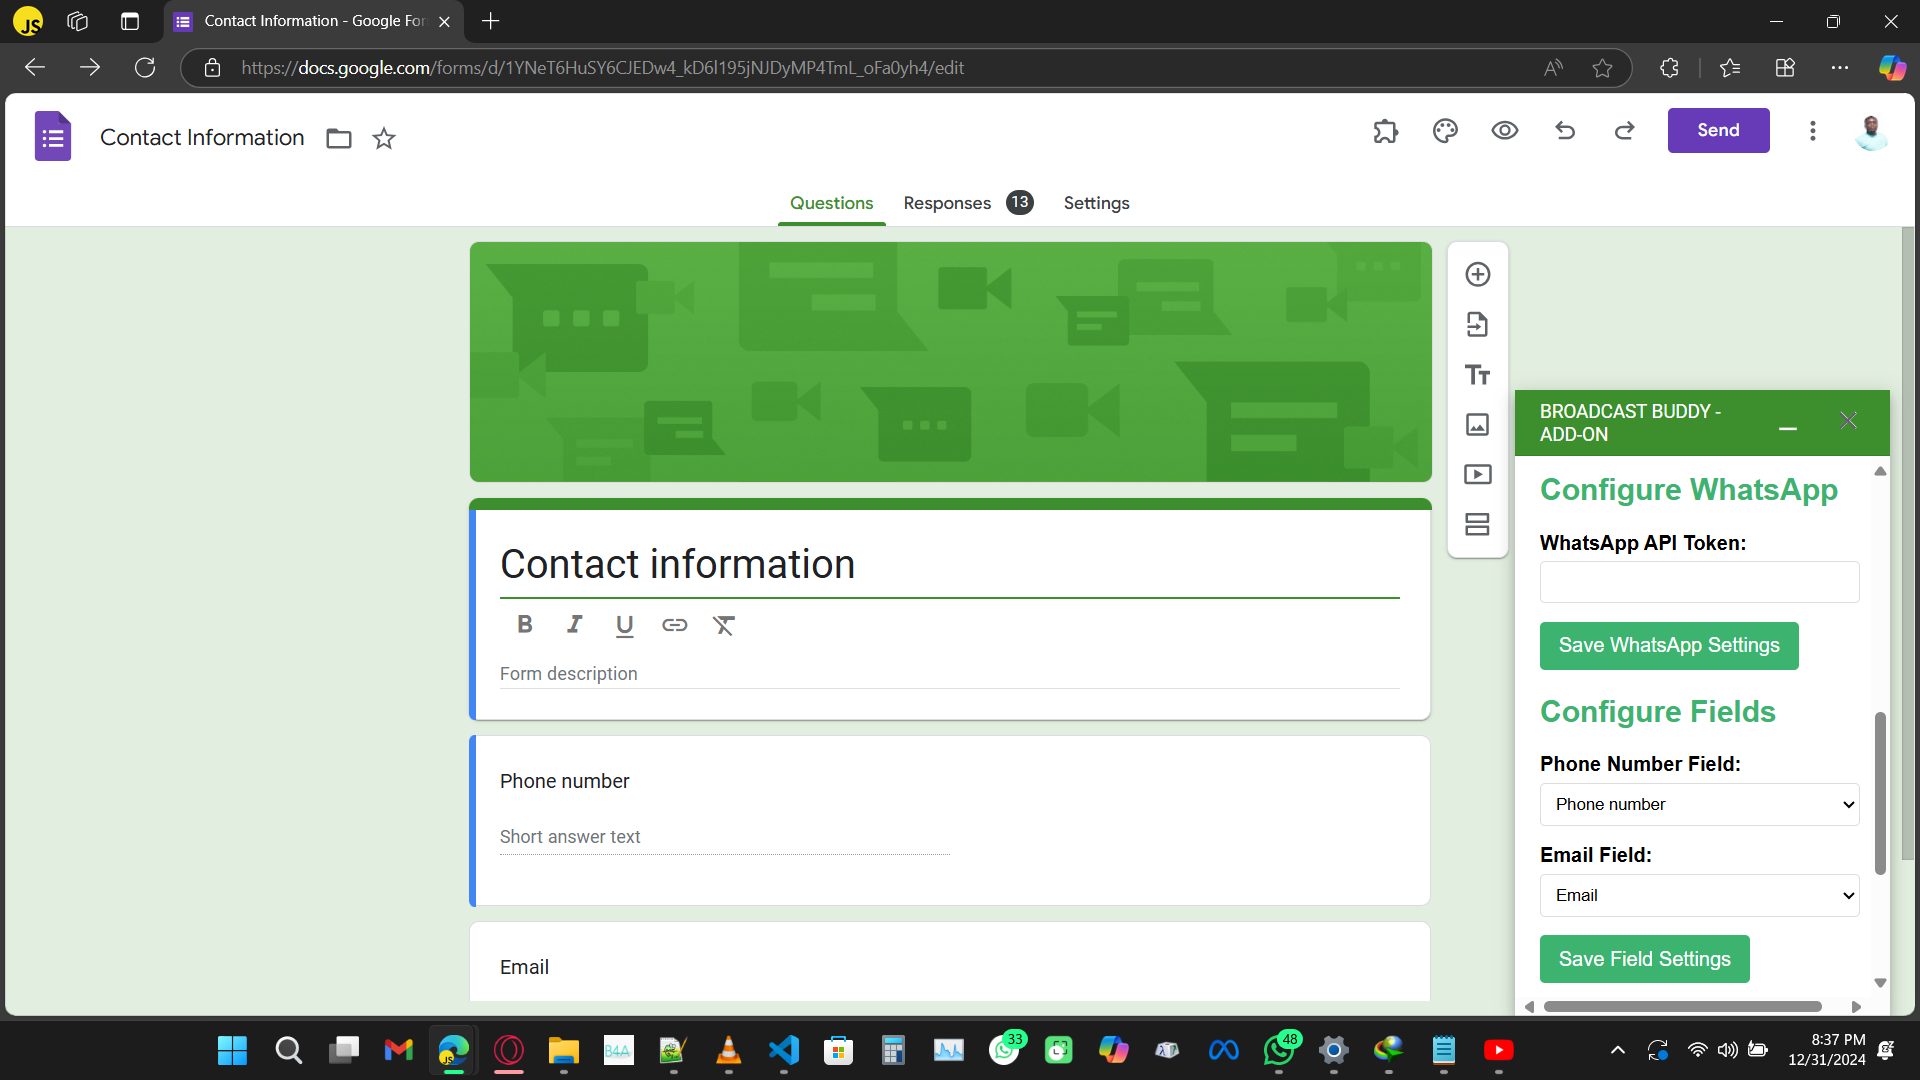 JS
Contact Information - Google For
https://docs.google.com/forms/d/1YNeT6HuSY6CJEDw4_kD6l195jNJDyMP4TmL_oFa0yh4/edit
Contact Information
Send
Questions
Responses 13
Settings
BROADCAST BUDDY -
ADD-ON
Configure WhatsApp
WhatsApp API Token:
Save WhatsApp Settings
Configure Fields
Phone Number Field:
Phone number
Email Field:
Email
Save Field Settings
Contact information
B I U
Form description
Phone number
Short answer text
Email
JS
B4A
33
48
8:37 PM
12/31/2024